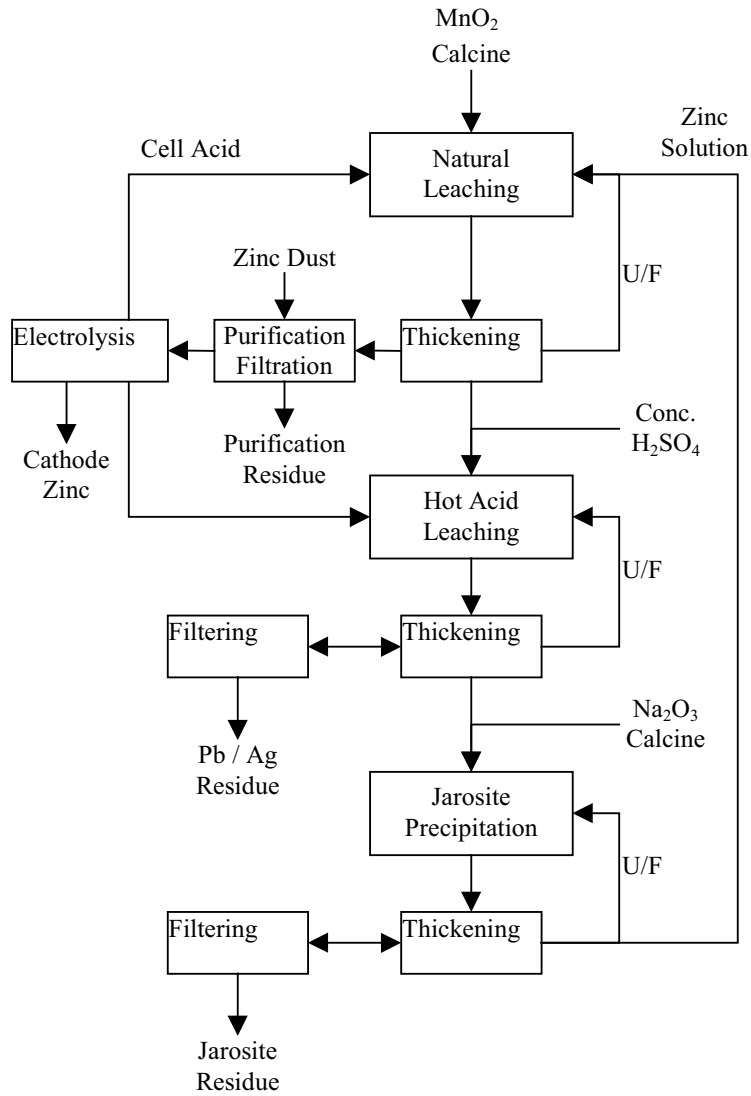 MnO₂
Calcine
Zinc
Solution
Cell Acid
Natural
Leaching
Zinc Dust
U/F
Electrolysis
Purification
Filtration
Thickening
Conc.
H₂SO₄
Cathode
Zinc
Purification
Residue
Hot Acid
Leaching
U/F
Filtering
Thickening
Na₂O₃
Calcine
Pb / Ag
Residue
Jarosite
Precipitation
U/F
Filtering
Thickening
Jarosite
Residue